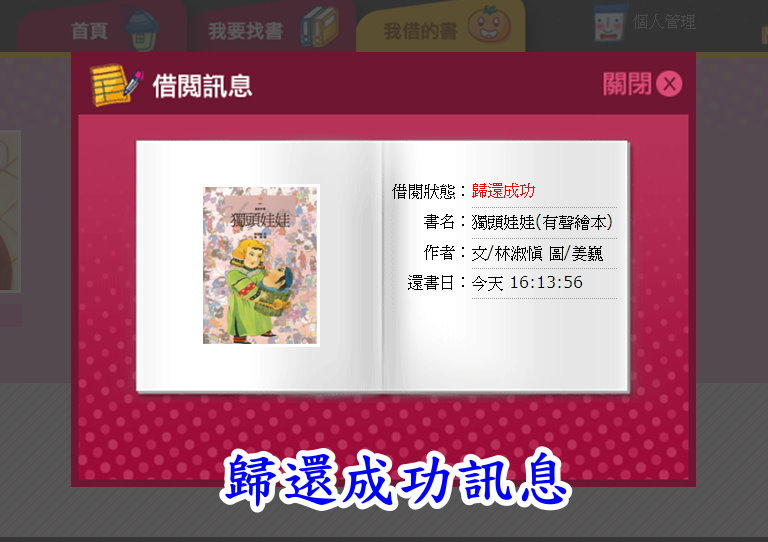 首頁 我要找書 我借的書 個人管理
借閱訊息 關閉
獨頭娃娃
借閱狀態：歸還成功
書名：獨頭娃娃(有聲繪本)
作者：文/林淑慎 圖/姜巍
還書日：今天 16:13:56
歸還成功訊息